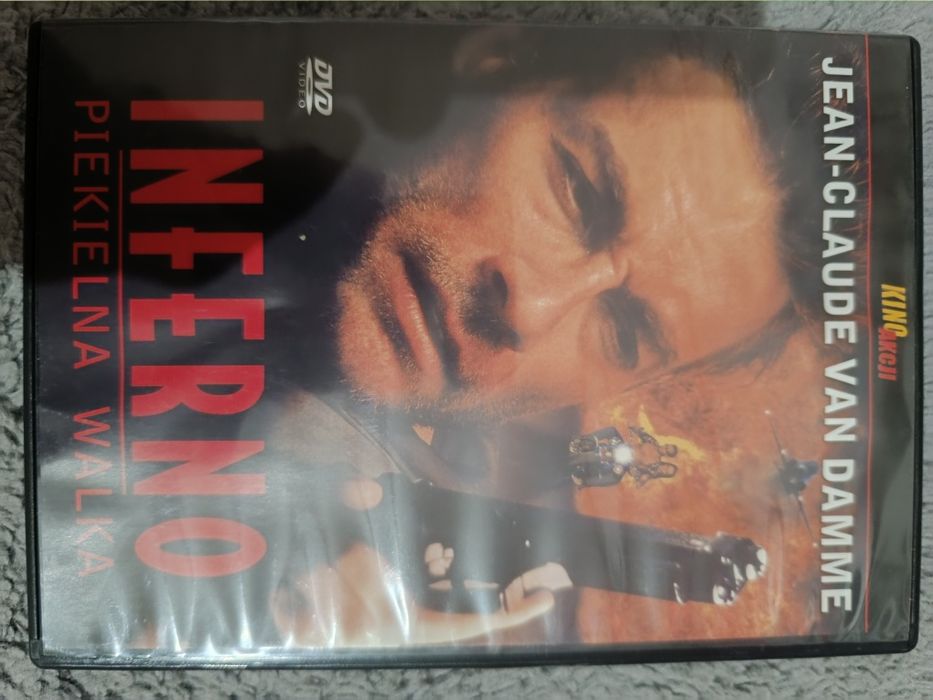 KINO AKCJI
JEAN-CLAUDE VAN DAMME
DVD
VIDEO
INFERNO
PIEKIELNA WALKA